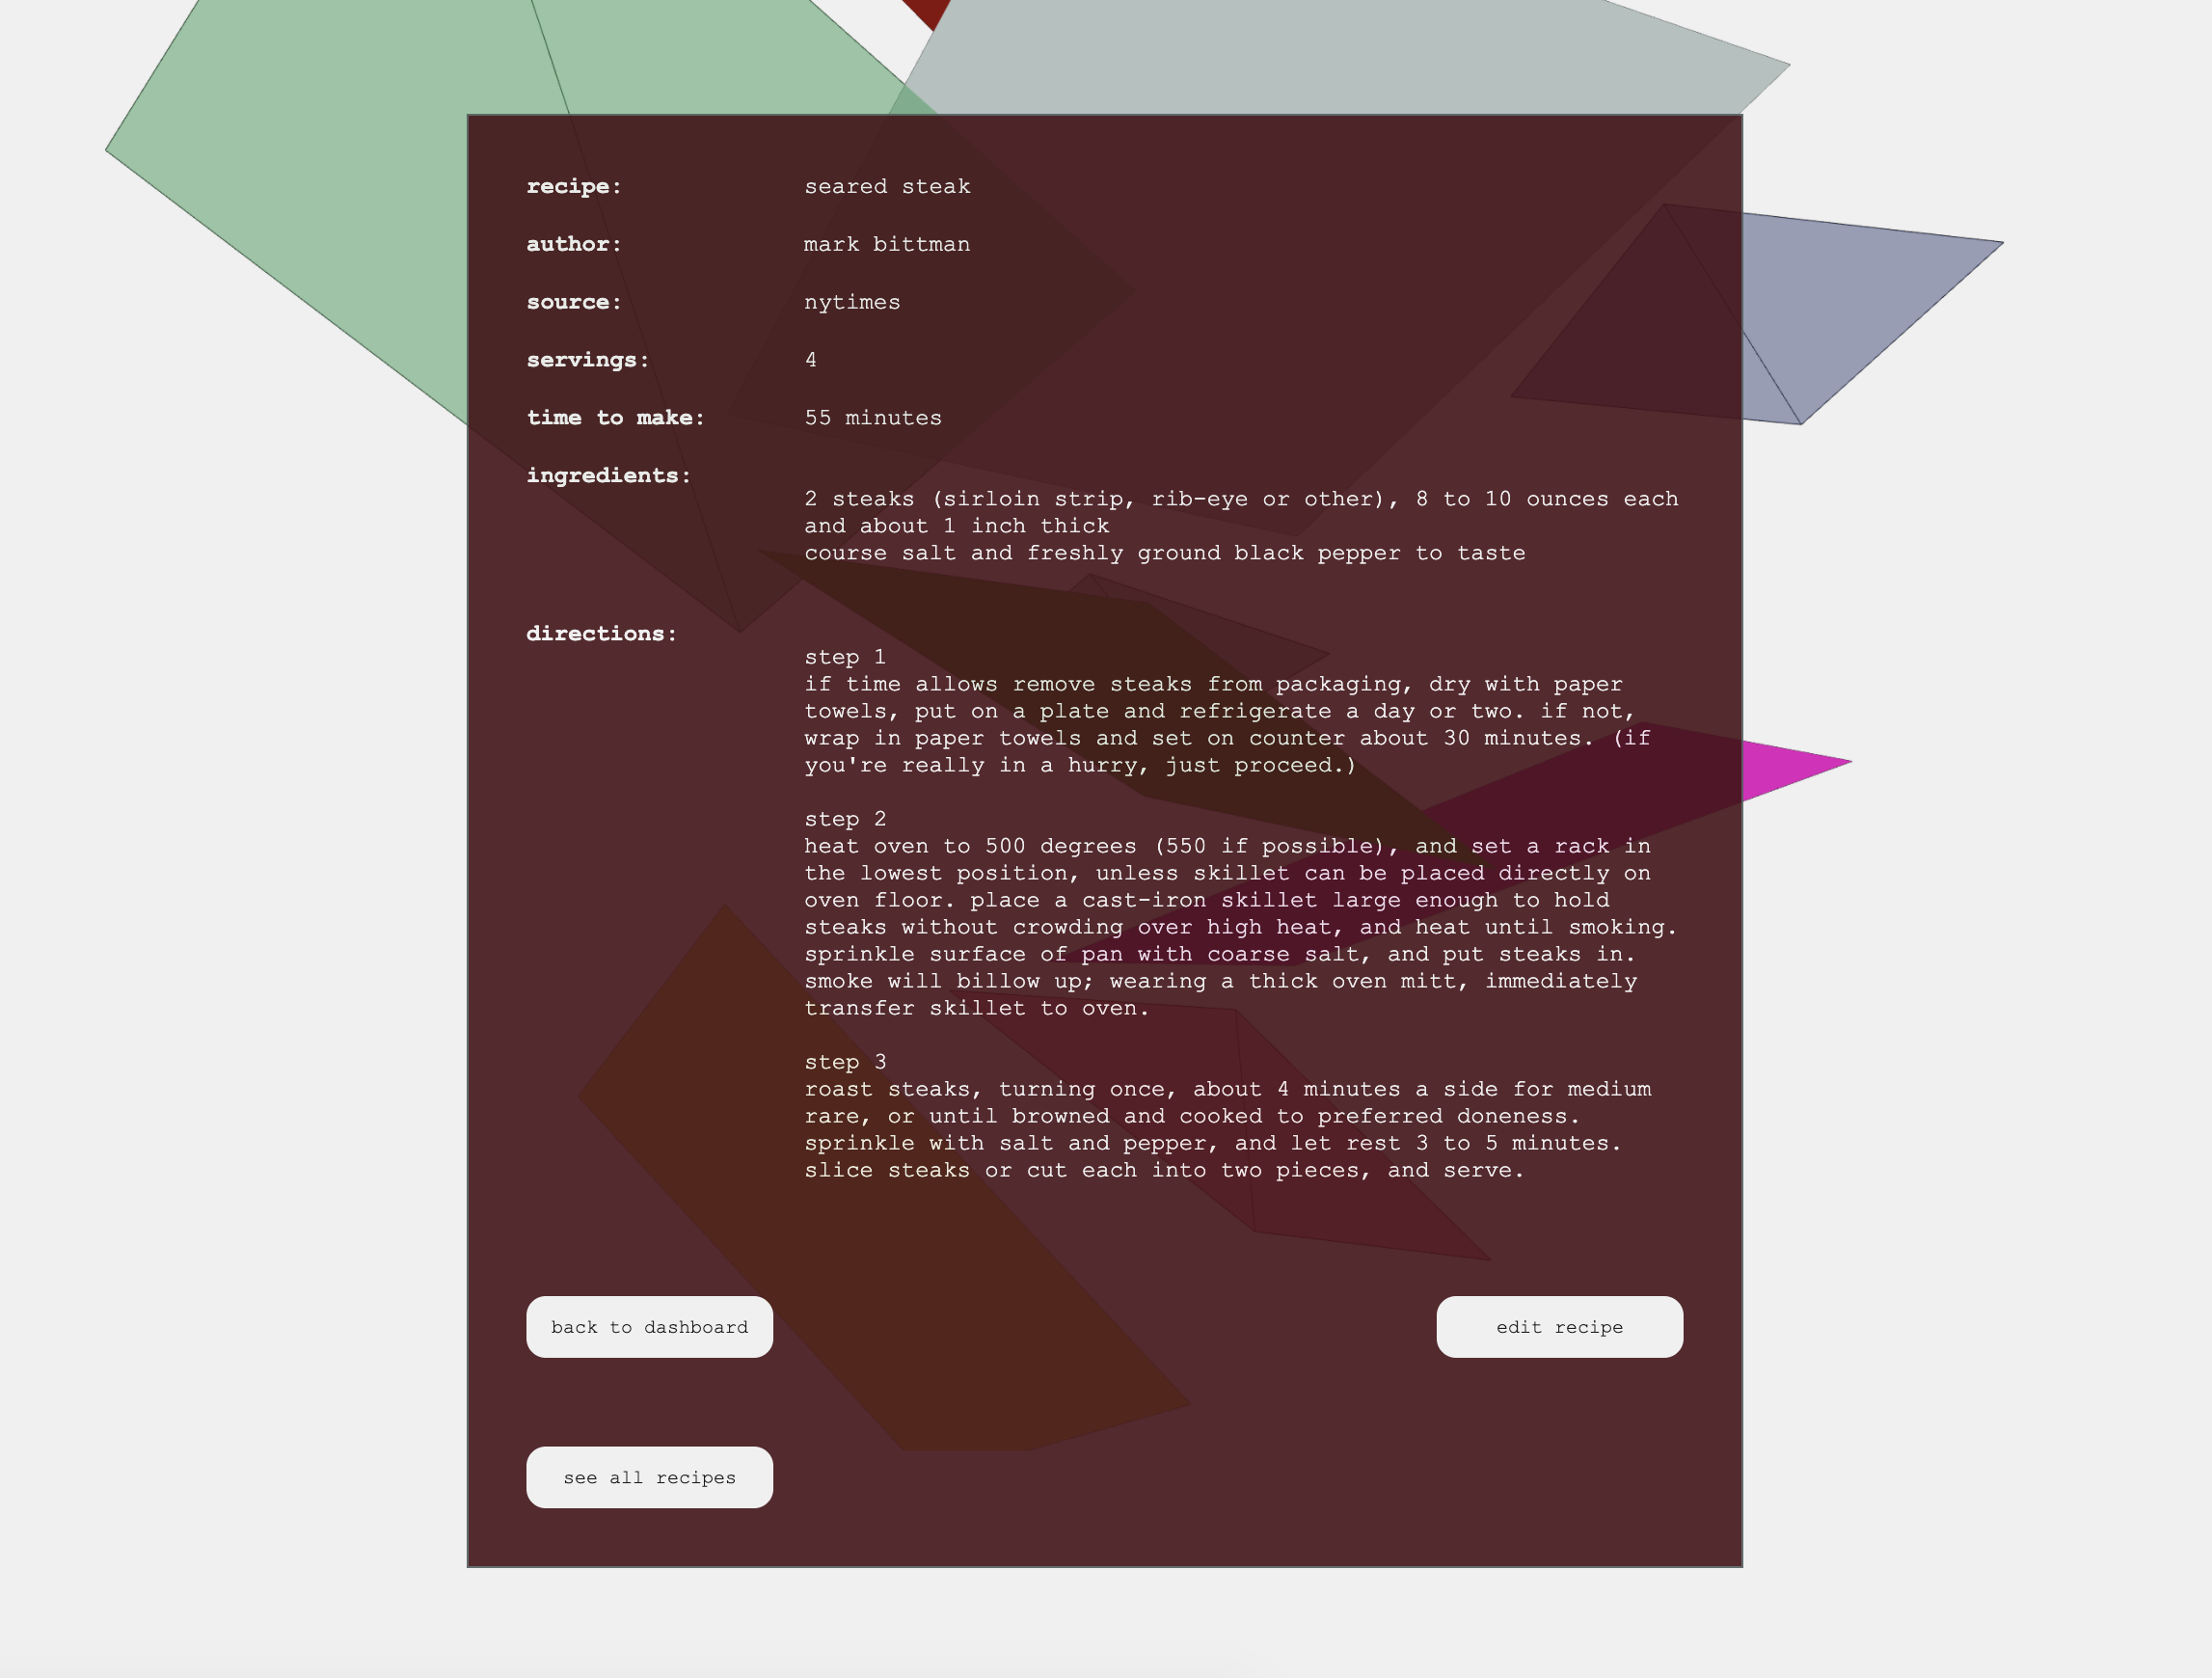 recipe: seared steak
author: mark bittman
source: nytimes
servings: 4
time to make: 55 minutes
ingredients:
2 steaks (sirloin strip, rib-eye or other), 8 to 10 ounces each
and about 1 inch thick
course salt and freshly ground black pepper to taste
directions:
step 1
if time allows remove steaks from packaging, dry with paper
towels, put on a plate and refrigerate a day or two. if not,
wrap in paper towels and set on counter about 30 minutes. (if
you're really in a hurry, just proceed.)
step 2
heat oven to 500 degrees (550 if possible), and set a rack in
the lowest position, unless skillet can be placed directly on
oven floor. place a cast-iron skillet large enough to hold
steaks without crowding over high heat, and heat until smoking.
sprinkle surface of pan with coarse salt, and put steaks in.
smoke will billow up; wearing a thick oven mitt, immediately
transfer skillet to oven.
step 3
roast steaks, turning once, about 4 minutes a side for medium
rare, or until browned and cooked to preferred doneness.
sprinkle with salt and pepper, and let rest 3 to 5 minutes.
slice steaks or cut each into two pieces, and serve.
back to dashboard
edit recipe
see all recipes